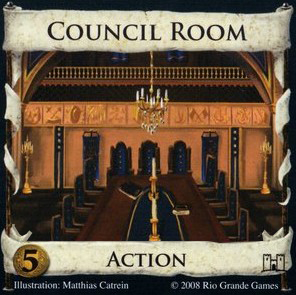 COUNCIL ROOM
5
ACTION
Illustration: Matthias Catrein
© 2008 Rio Grande Games